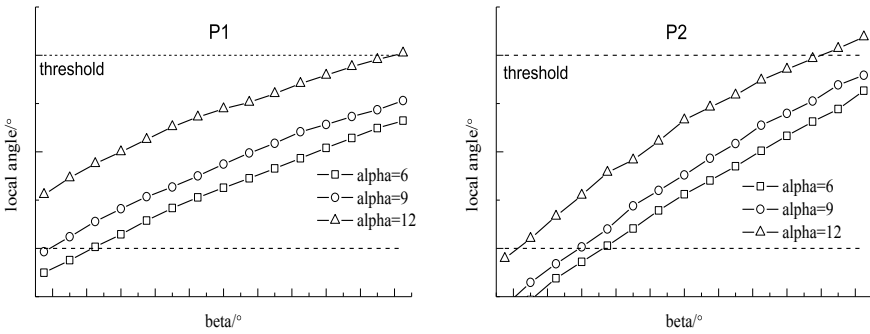 P1
threshold
local angle/°
alpha=6
alpha=9
alpha=12
beta/°
P2
threshold
local angle/°
alpha=6
alpha=9
alpha=12
beta/°